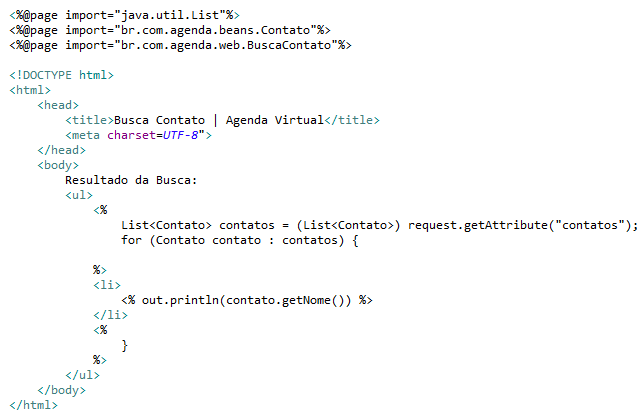 <%@page import="java.util.List"%>
<%@page import="br.com.agenda.beans.Contato"%>
<%@page import="br.com.agenda.web.BuscaContato"%>

<!DOCTYPE html>
<html>
    <head>
        <title>Busca Contato | Agenda Virtual</title>
        <meta charset=UTF-8">
    </head>
    <body>
        Resultado da Busca:
        <ul>
            <%
                List<Contato> contatos = (List<Contato>) request.getAttribute("contatos");
                for (Contato contato : contatos) {

            %>
            <li>
                <% out.println(contato.getNome()) %>
            </li>
            <%
                }
            %>
        </ul>
    </body>
</html>